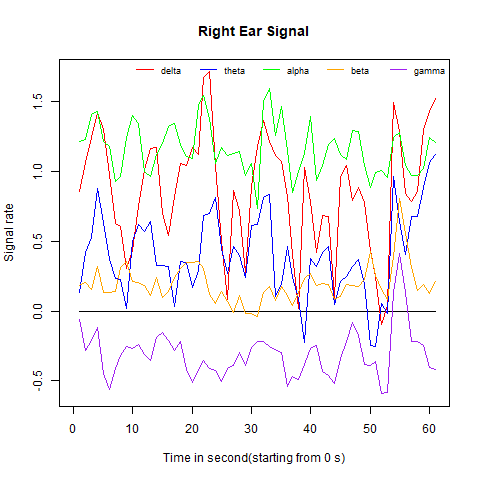 Right Ear Signal
delta theta alpha beta gamma
Signal rate
1.5
1.0
0.5
0.0
-0.5
0 10 20 30 40 50 60
Time in second(starting from 0 s)